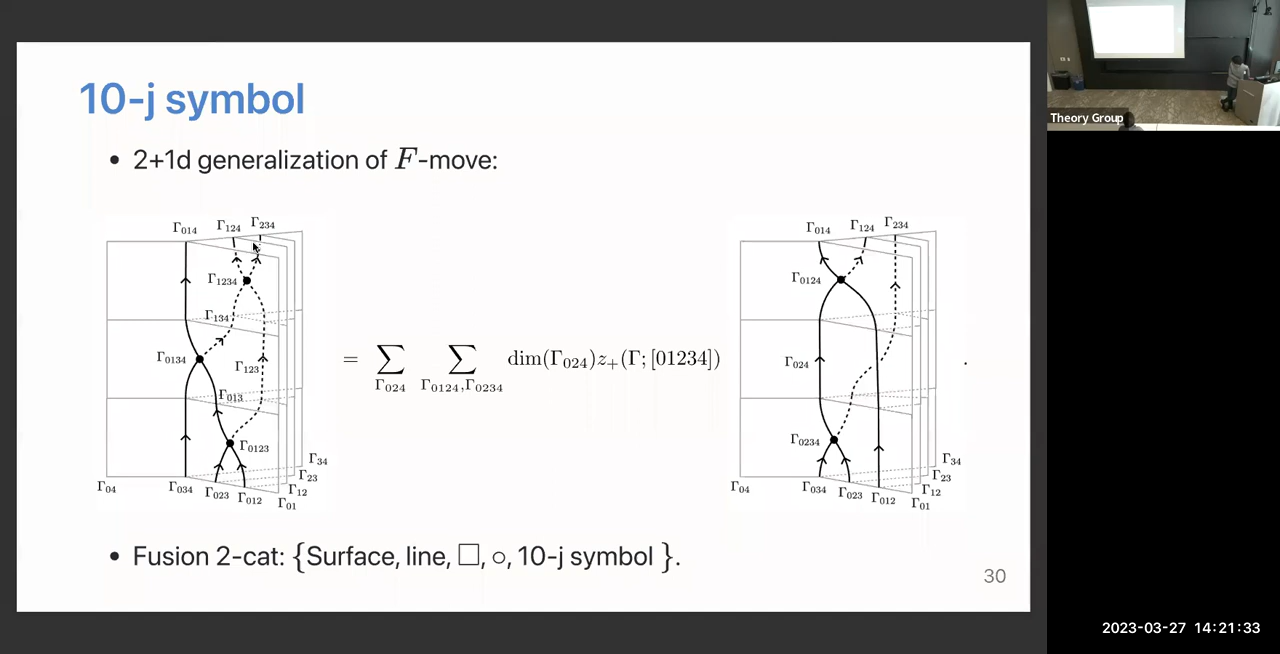 10-j symbol
• 2+1d generalization of F-move:
Γ014 Γ124 Γ234
Γ1234
Γ134
Γ0134
Γ123
Γ013
Γ0123
Γ34
Γ23
Γ12
Γ01
Γ04 Γ034 Γ023 Γ012
= ∑ ∑ dim(Γ024)z+(Γ;[01234])
Γ024 Γ0124,Γ0234
Γ014 Γ124 Γ234
Γ0124
Γ024
Γ0234
Γ34
Γ23
Γ12
Γ01
Γ04 Γ034 Γ023 Γ012
.
• Fusion 2-cat: {Surface, line, □, ○, 10-j symbol }.
30
Theory Group
2023-03-27 14:21:33